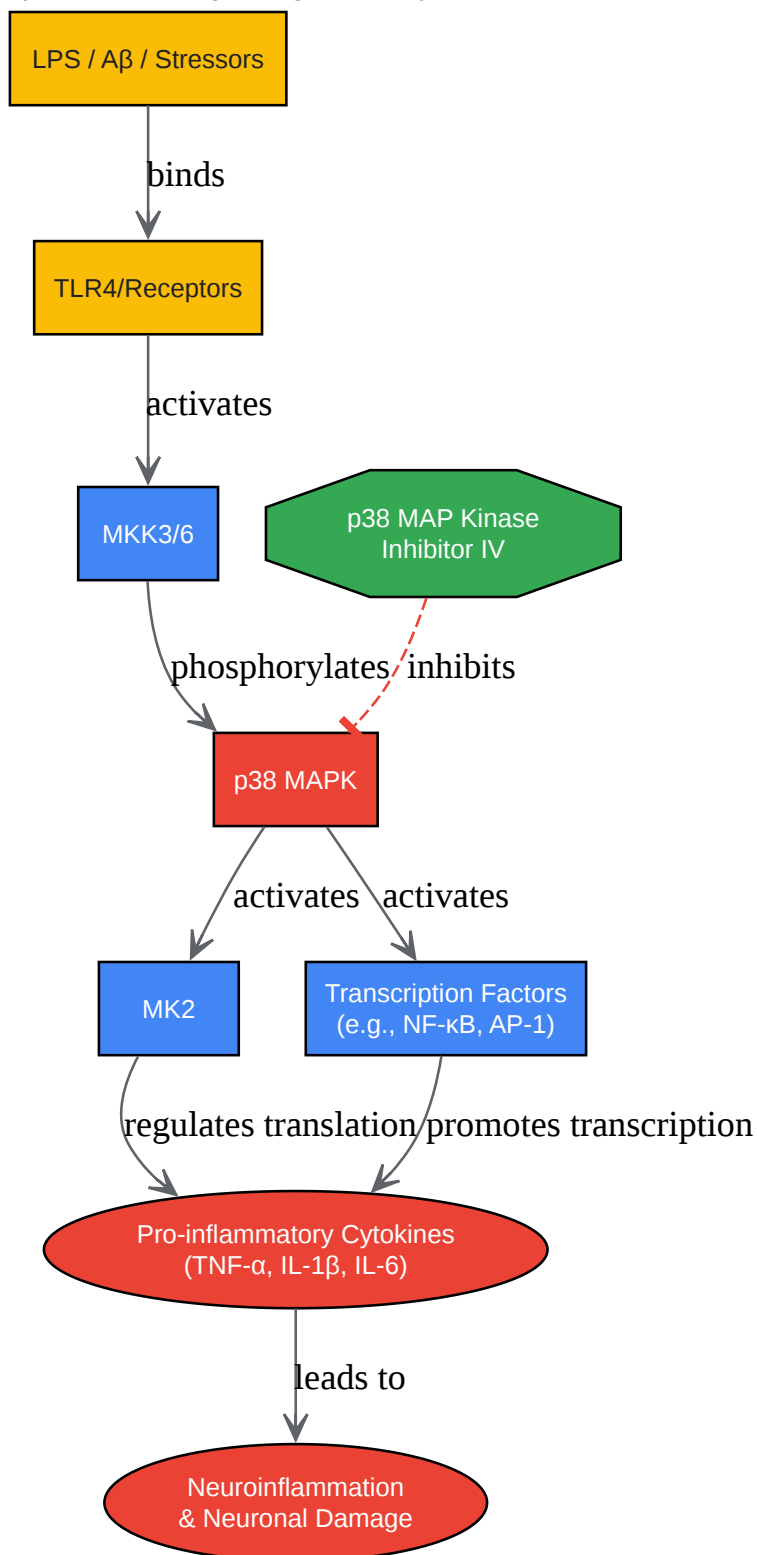 LPS / Aβ / Stressors
binds
TLR4/Receptors
activates
MKK3/6
p38 MAP Kinase
Inhibitor IV
phosphorylates
inhibits
p38 MAPK
activates
activates
MK2
Transcription Factors
(e.g., NF-κB, AP-1)
regulates translation
promotes transcription
Pro-inflammatory Cytokines
(TNF-α, IL-1β, IL-6)
leads to
Neuroinflammation
& Neuronal Damage